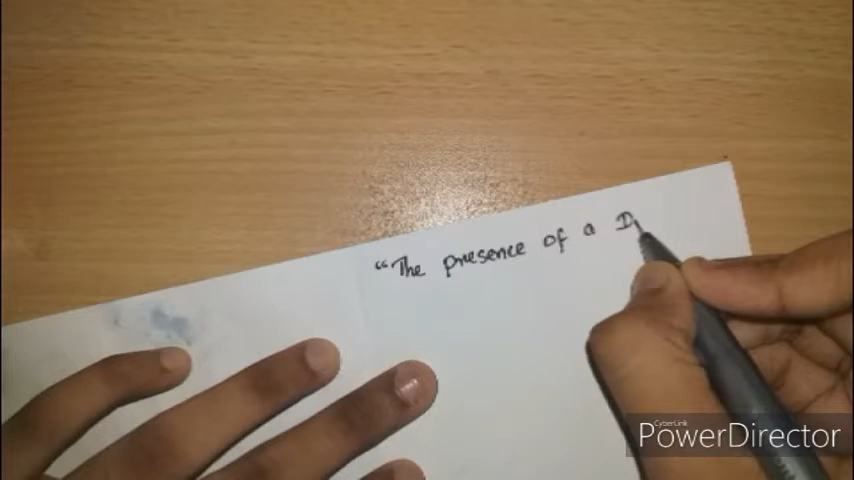 “The presence of a D
CyberLink
PowerDirector